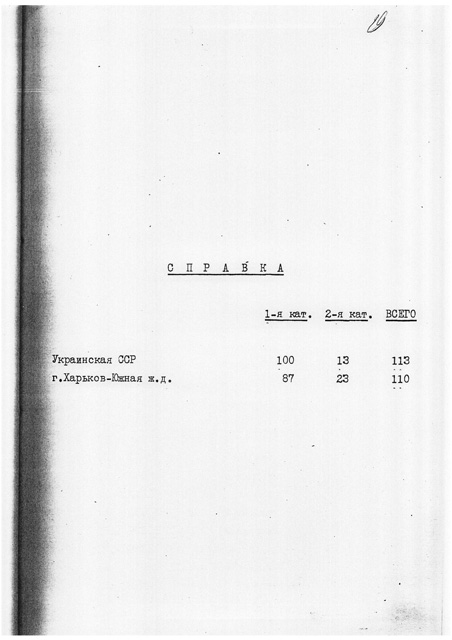 19
С П Р А В К А
1-я кат. 2-я кат. ВСЕГО
Украинская ССР 100 13 113
г.Харьков-Южная ж.д. 87 23 110